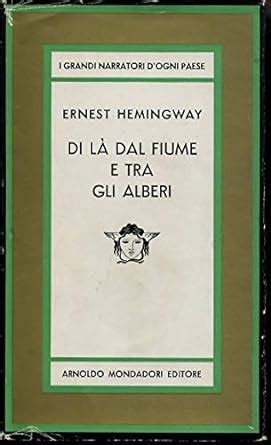 I GRANDI NARRATORI D'OGNI PAESE
ERNEST HEMINGWAY
DI LÀ DAL FIUME
E TRA
GLI ALBERI
ARNOLDO MONDADORI EDITORE